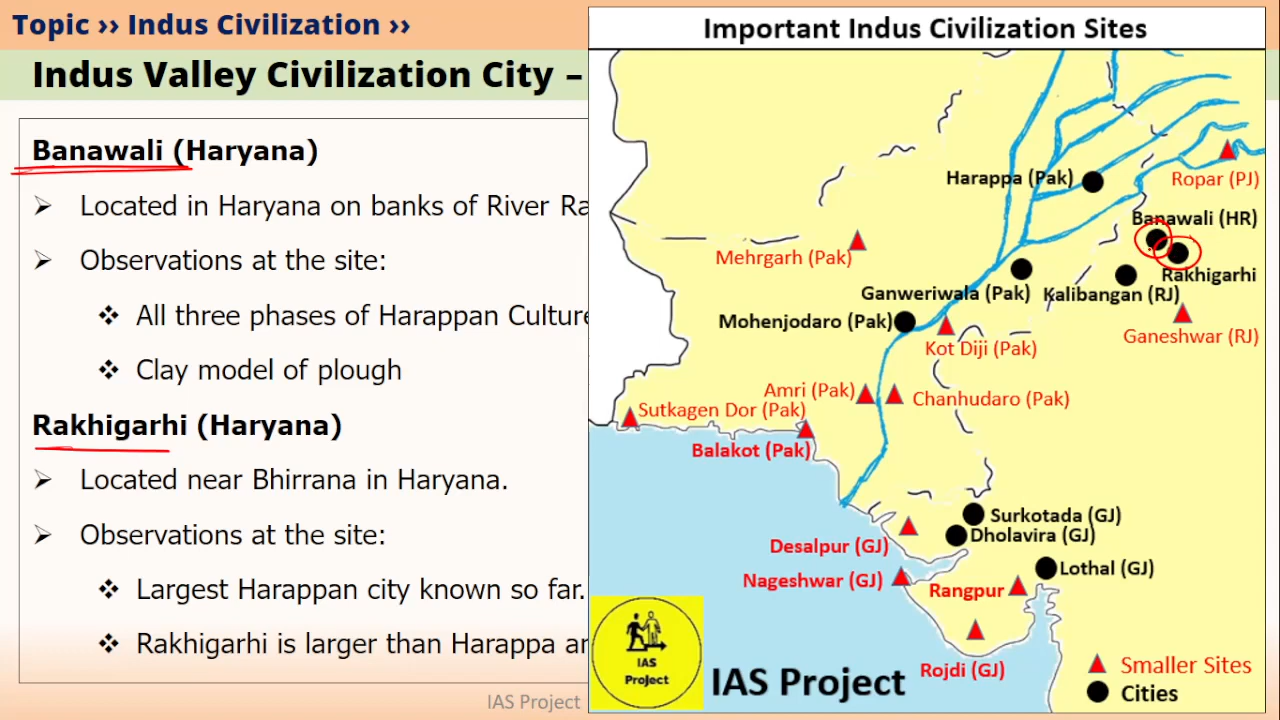 Topic ›› Indus Civilization ››
Indus Valley Civilization City –
Banawali (Haryana)
➢ Located in Haryana on banks of River Ra
➢ Observations at the site:
❖ All three phases of Harappan Culture
❖ Clay model of plough
Rakhigarhi (Haryana)
➢ Located near Bhirrana in Haryana.
➢ Observations at the site:
❖ Largest Harappan city known so far.
❖ Rakhigarhi is larger than Harappa an
IAS Project
Important Indus Civilization Sites
Harappa (Pak)
Ropar (PJ)
Banawali (HR)
Mehrgarh (Pak)
Rakhigarhi
Ganweriwala (Pak)
Kalibangan (RJ)
Mohenjodaro (Pak)
Ganeshwar (RJ)
Kot Diji (Pak)
Amri (Pak)
Chanhudaro (Pak)
Sutkagen Dor (Pak)
Balakot (Pak)
Surkotada (GJ)
Dholavira (GJ)
Desalpur (GJ)
Lothal (GJ)
Nageshwar (GJ)
Rangpur
Rojdi (GJ)
IAS
Project
IAS Project
Smaller Sites
Cities